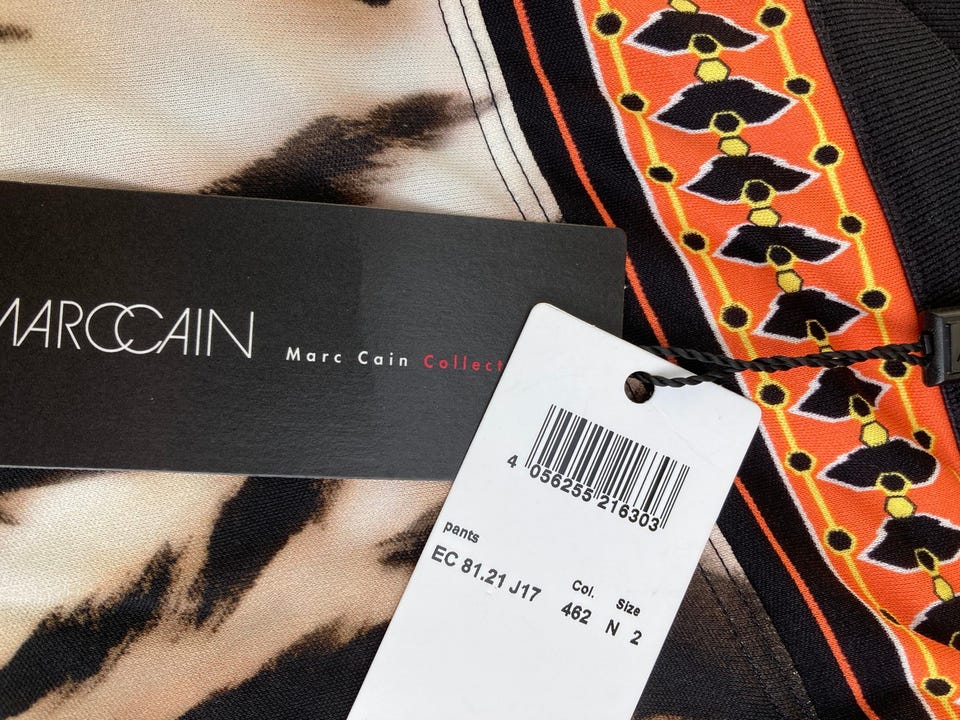 MARCCAIN
Marc Cain Collect
4 056255 216303
pants
EC 81.21 J17
Col. Size
462 N 2